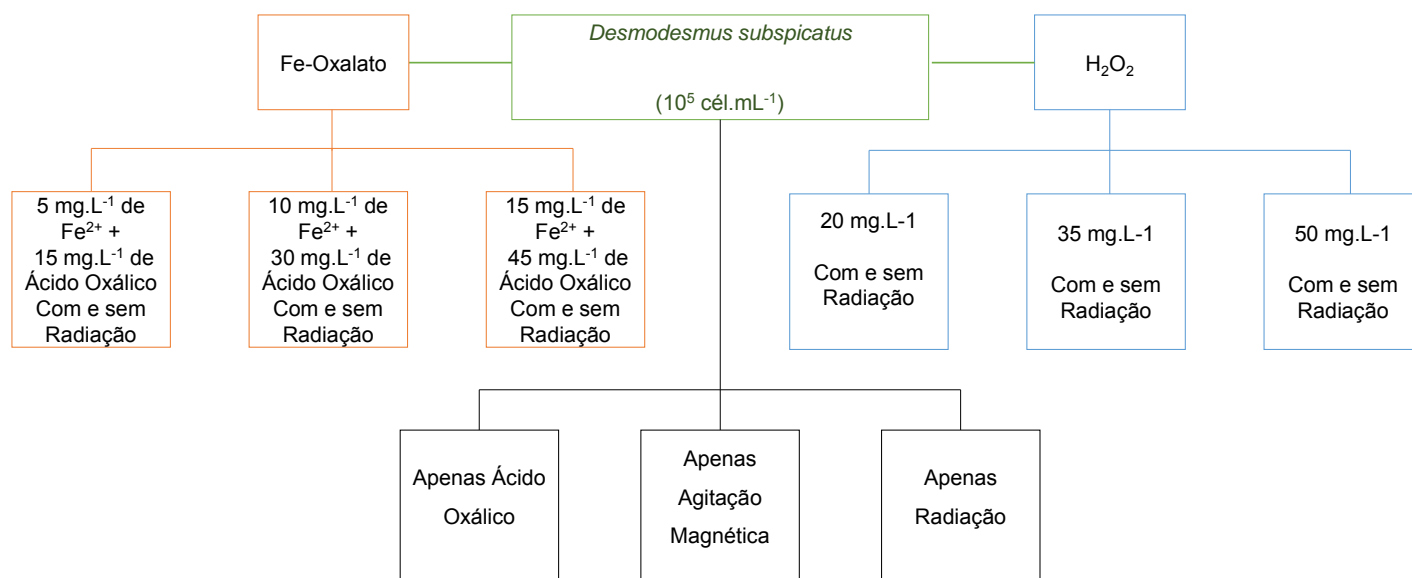 Fe-Oxalato
Desmodesmus subspicatus
(10⁵ cél.mL⁻¹)
H₂O₂
5 mg.L⁻¹ de
Fe²⁺ +
15 mg.L⁻¹ de
Ácido Oxálico
Com e sem
Radiação
10 mg.L⁻¹ de
Fe²⁺ +
30 mg.L⁻¹ de
Ácido Oxálico
Com e sem
Radiação
15 mg.L⁻¹ de
Fe²⁺ +
45 mg.L⁻¹ de
Ácido Oxálico
Com e sem
Radiação
20 mg.L-1
Com e sem
Radiação
35 mg.L-1
Com e sem
Radiação
50 mg.L-1
Com e sem
Radiação
Apenas Ácido
Oxálico
Apenas
Agitação
Magnética
Apenas
Radiação